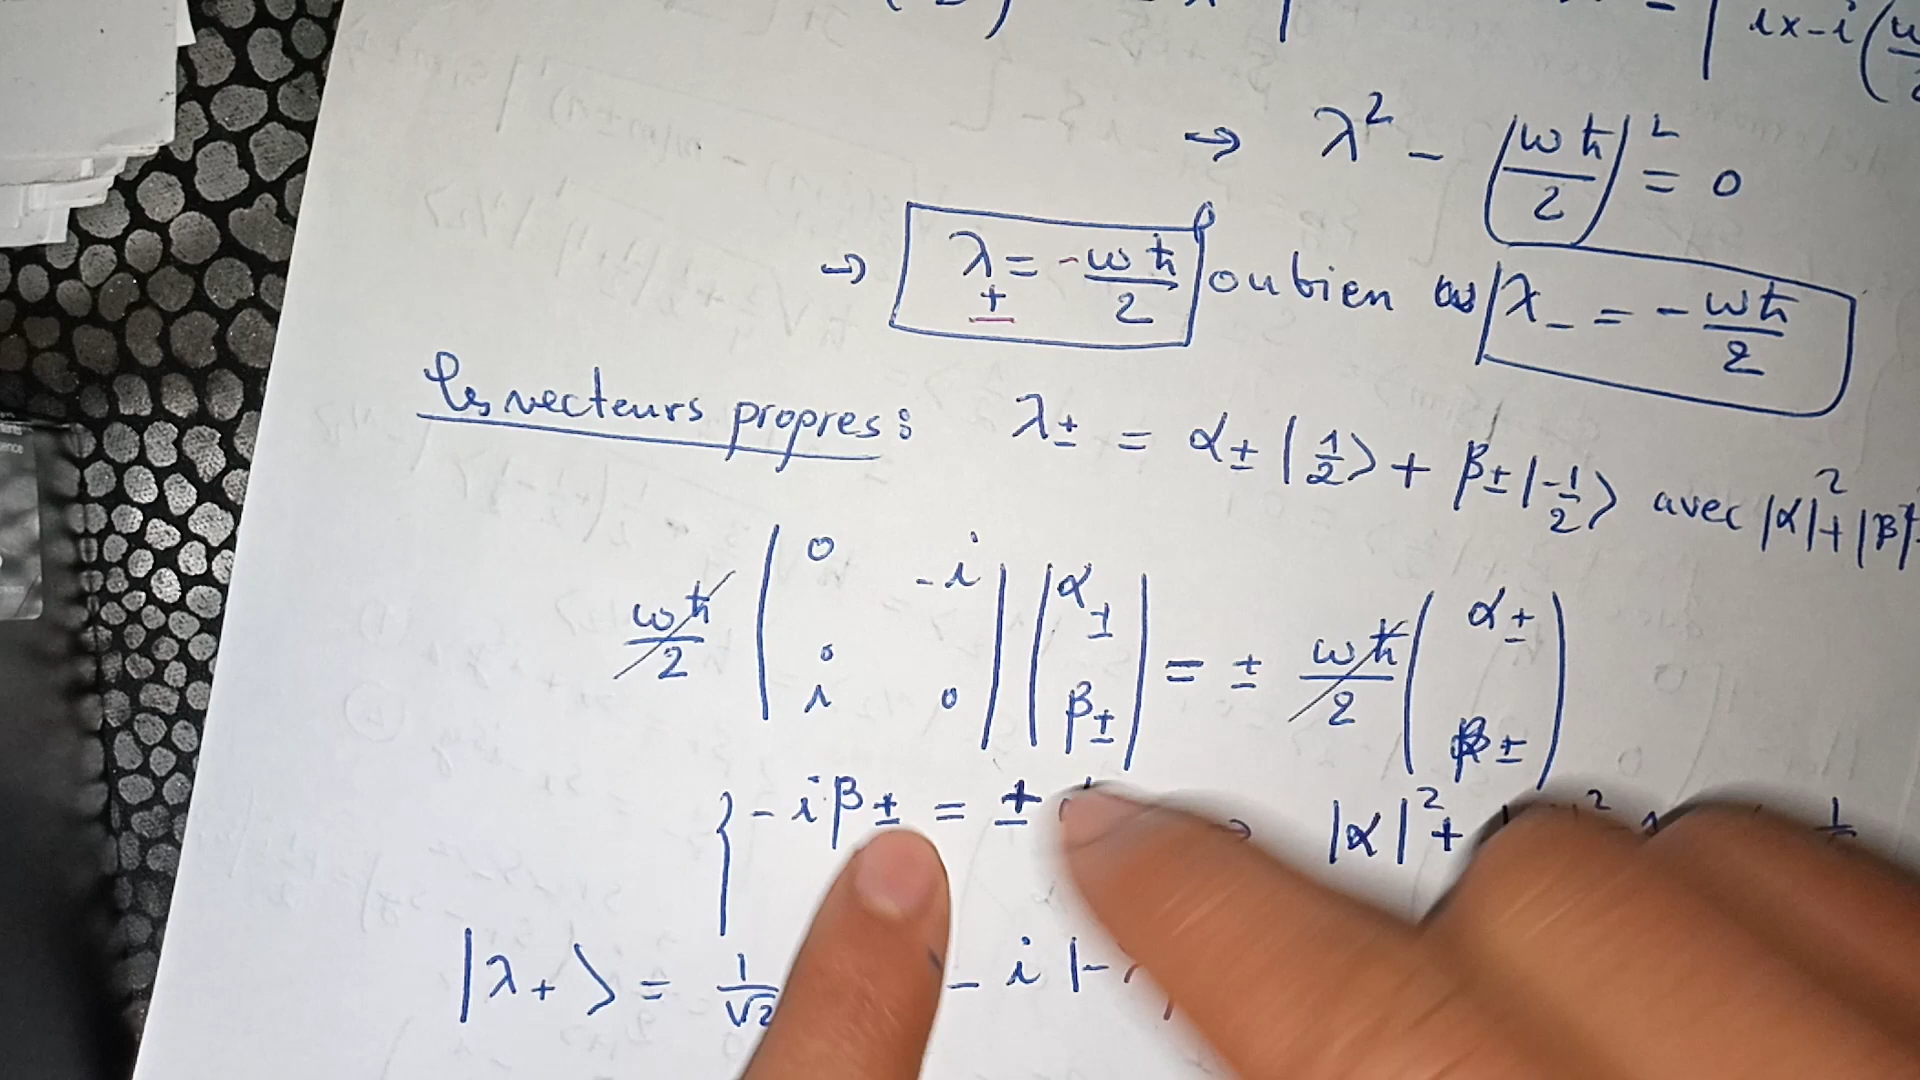 ix-i(
→ λ² - (ωħ/2)² = 0
→ λ± = -ωħ/2 ou bien λ₋ = -ωħ/2
les vecteurs propres : λ± = α± |1/2⟩ + β± |-1/2⟩ avec |α|² + |β|²
ωħ/2 | 0 -i | | α± | = ± ωħ/2 ( α± )
| i 0 | | β± | ( β± )
{ -iβ± = ± |α|² +
|λ₊⟩ = 1/√2 - i |-